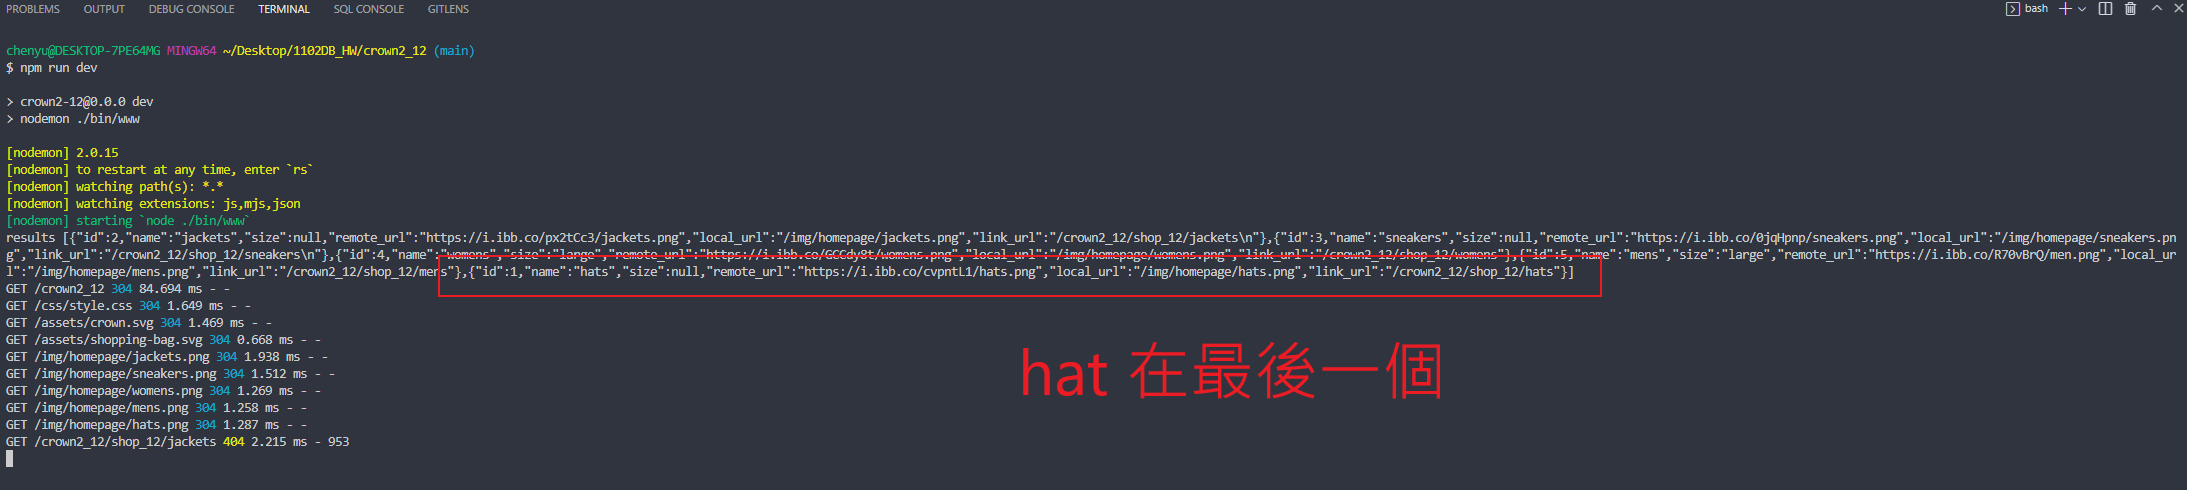 PROBLEMS OUTPUT DEBUG CONSOLE TERMINAL SQL CONSOLE GITLENS bash
chenyu@DESKTOP-7PE64MG MINGW64 ~/Desktop/1102DB_HW/crown2_12 (main)
$ npm run dev
> crown2-12@0.0.0 dev
> nodemon ./bin/www
[nodemon] 2.0.15
[nodemon] to restart at any time, enter `rs`
[nodemon] watching path(s): *.*
[nodemon] watching extensions: js,mjs,json
[nodemon] starting `node ./bin/www`
results [{"id":2,"name":"jackets","size":null,"remote_url":"https://i.ibb.co/px2tCc3/jackets.png","local_url":"/img/homepage/jackets.png","link_url":"/crown2_12/shop_12/jackets\n"},{"id":3,"name":"sneakers","size":null,"remote_url":"https://i.ibb.co/0jqHpnp/sneakers.png","local_url":"/img/homepage/sneakers.pn
g","link_url":"/crown2_12/shop_12/sneakers\n"},{"id":4,"name":"womens","size":"large","remote_url":"https://i.ibb.co/GCCdy8t/womens.png","local_url":"/img/homepage/womens.png","link_url":"/crown2_12/shop_12/womens"},{"id":5,"name":"mens","size":"large","remote_url":"https://i.ibb.co/R70vBrQ/men.png","local_ur
l":"/img/homepage/mens.png","link_url":"/crown2_12/shop_12/mens"},{"id":1,"name":"hats","size":null,"remote_url":"https://i.ibb.co/cvpntL1/hats.png","local_url":"/img/homepage/hats.png","link_url":"/crown2_12/shop_12/hats"}]
GET /crown2_12 304 84.694 ms - -
GET /css/style.css 304 1.649 ms - -
GET /assets/crown.svg 304 1.469 ms - -
GET /assets/shopping-bag.svg 304 0.668 ms - -
GET /img/homepage/jackets.png 304 1.938 ms - -
GET /img/homepage/sneakers.png 304 1.512 ms - -
GET /img/homepage/womens.png 304 1.269 ms - -
GET /img/homepage/mens.png 304 1.258 ms - -
GET /img/homepage/hats.png 304 1.287 ms - -
GET /crown2_12/shop_12/jackets 404 2.215 ms - 953
hat 在最後一個